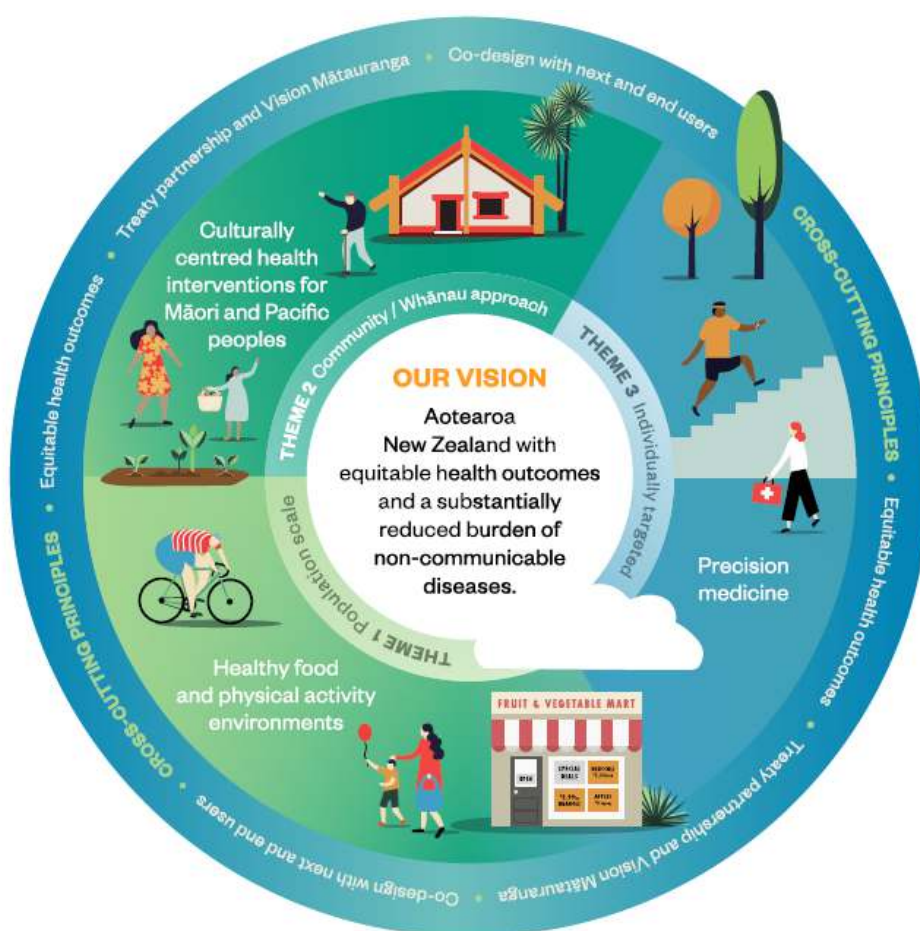 Equitable health outcomes • Treaty partnership and Vision Mātauranga • Co-design with next and end users
CROSS-CUTTING PRINCIPLES • Equitable health outcomes • Treaty partnership and Vision Mātauranga • Co-design with next and end users
CROSS-CUTTING PRINCIPLES
Culturally
centred health
interventions for
Māori and Pacific
peoples
THEME 2 Community / Whānau approach
THEME 3 Individually targeted
THEME 1 Population scale
OUR VISION
Aotearoa
New Zealand with
equitable health outcomes
and a substantially
reduced burden of
non-communicable
diseases.
Precision
medicine
Healthy food
and physical activity
environments
FRUIT & VEGETABLE MART
OPEN
SPECIAL
DEALS